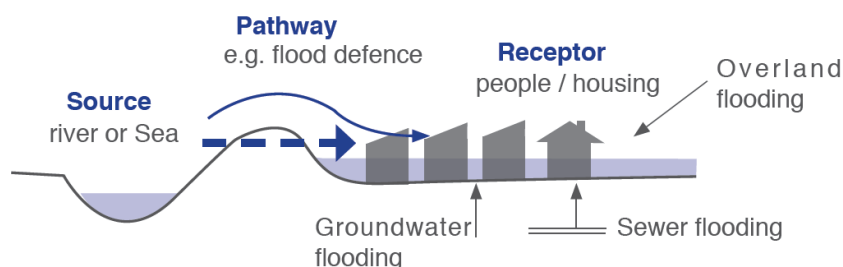 Pathway
e.g. flood defence
Receptor
people / housing
Overland
flooding
Source
river or Sea
Groundwater
flooding
Sewer flooding